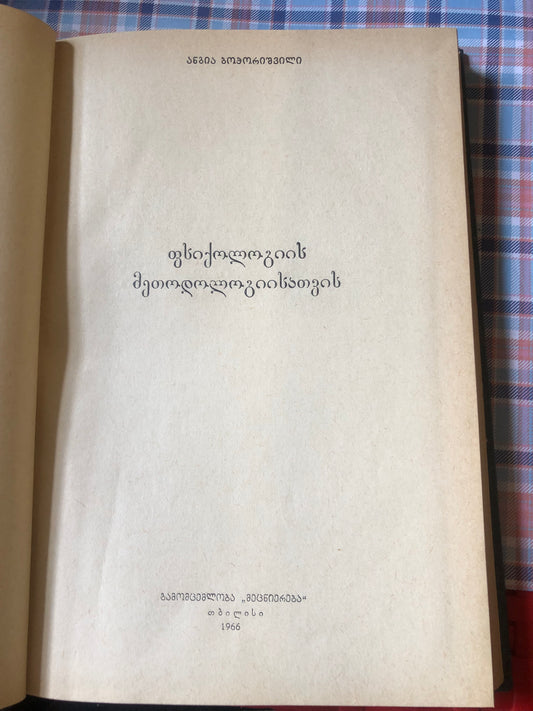 ანგია ბოჭორიშვილი
ფსიქოლოგიის
მეთოდოლოგიისათვის
გამომცემლობა „მეცნიერება“
თბილისი
1966